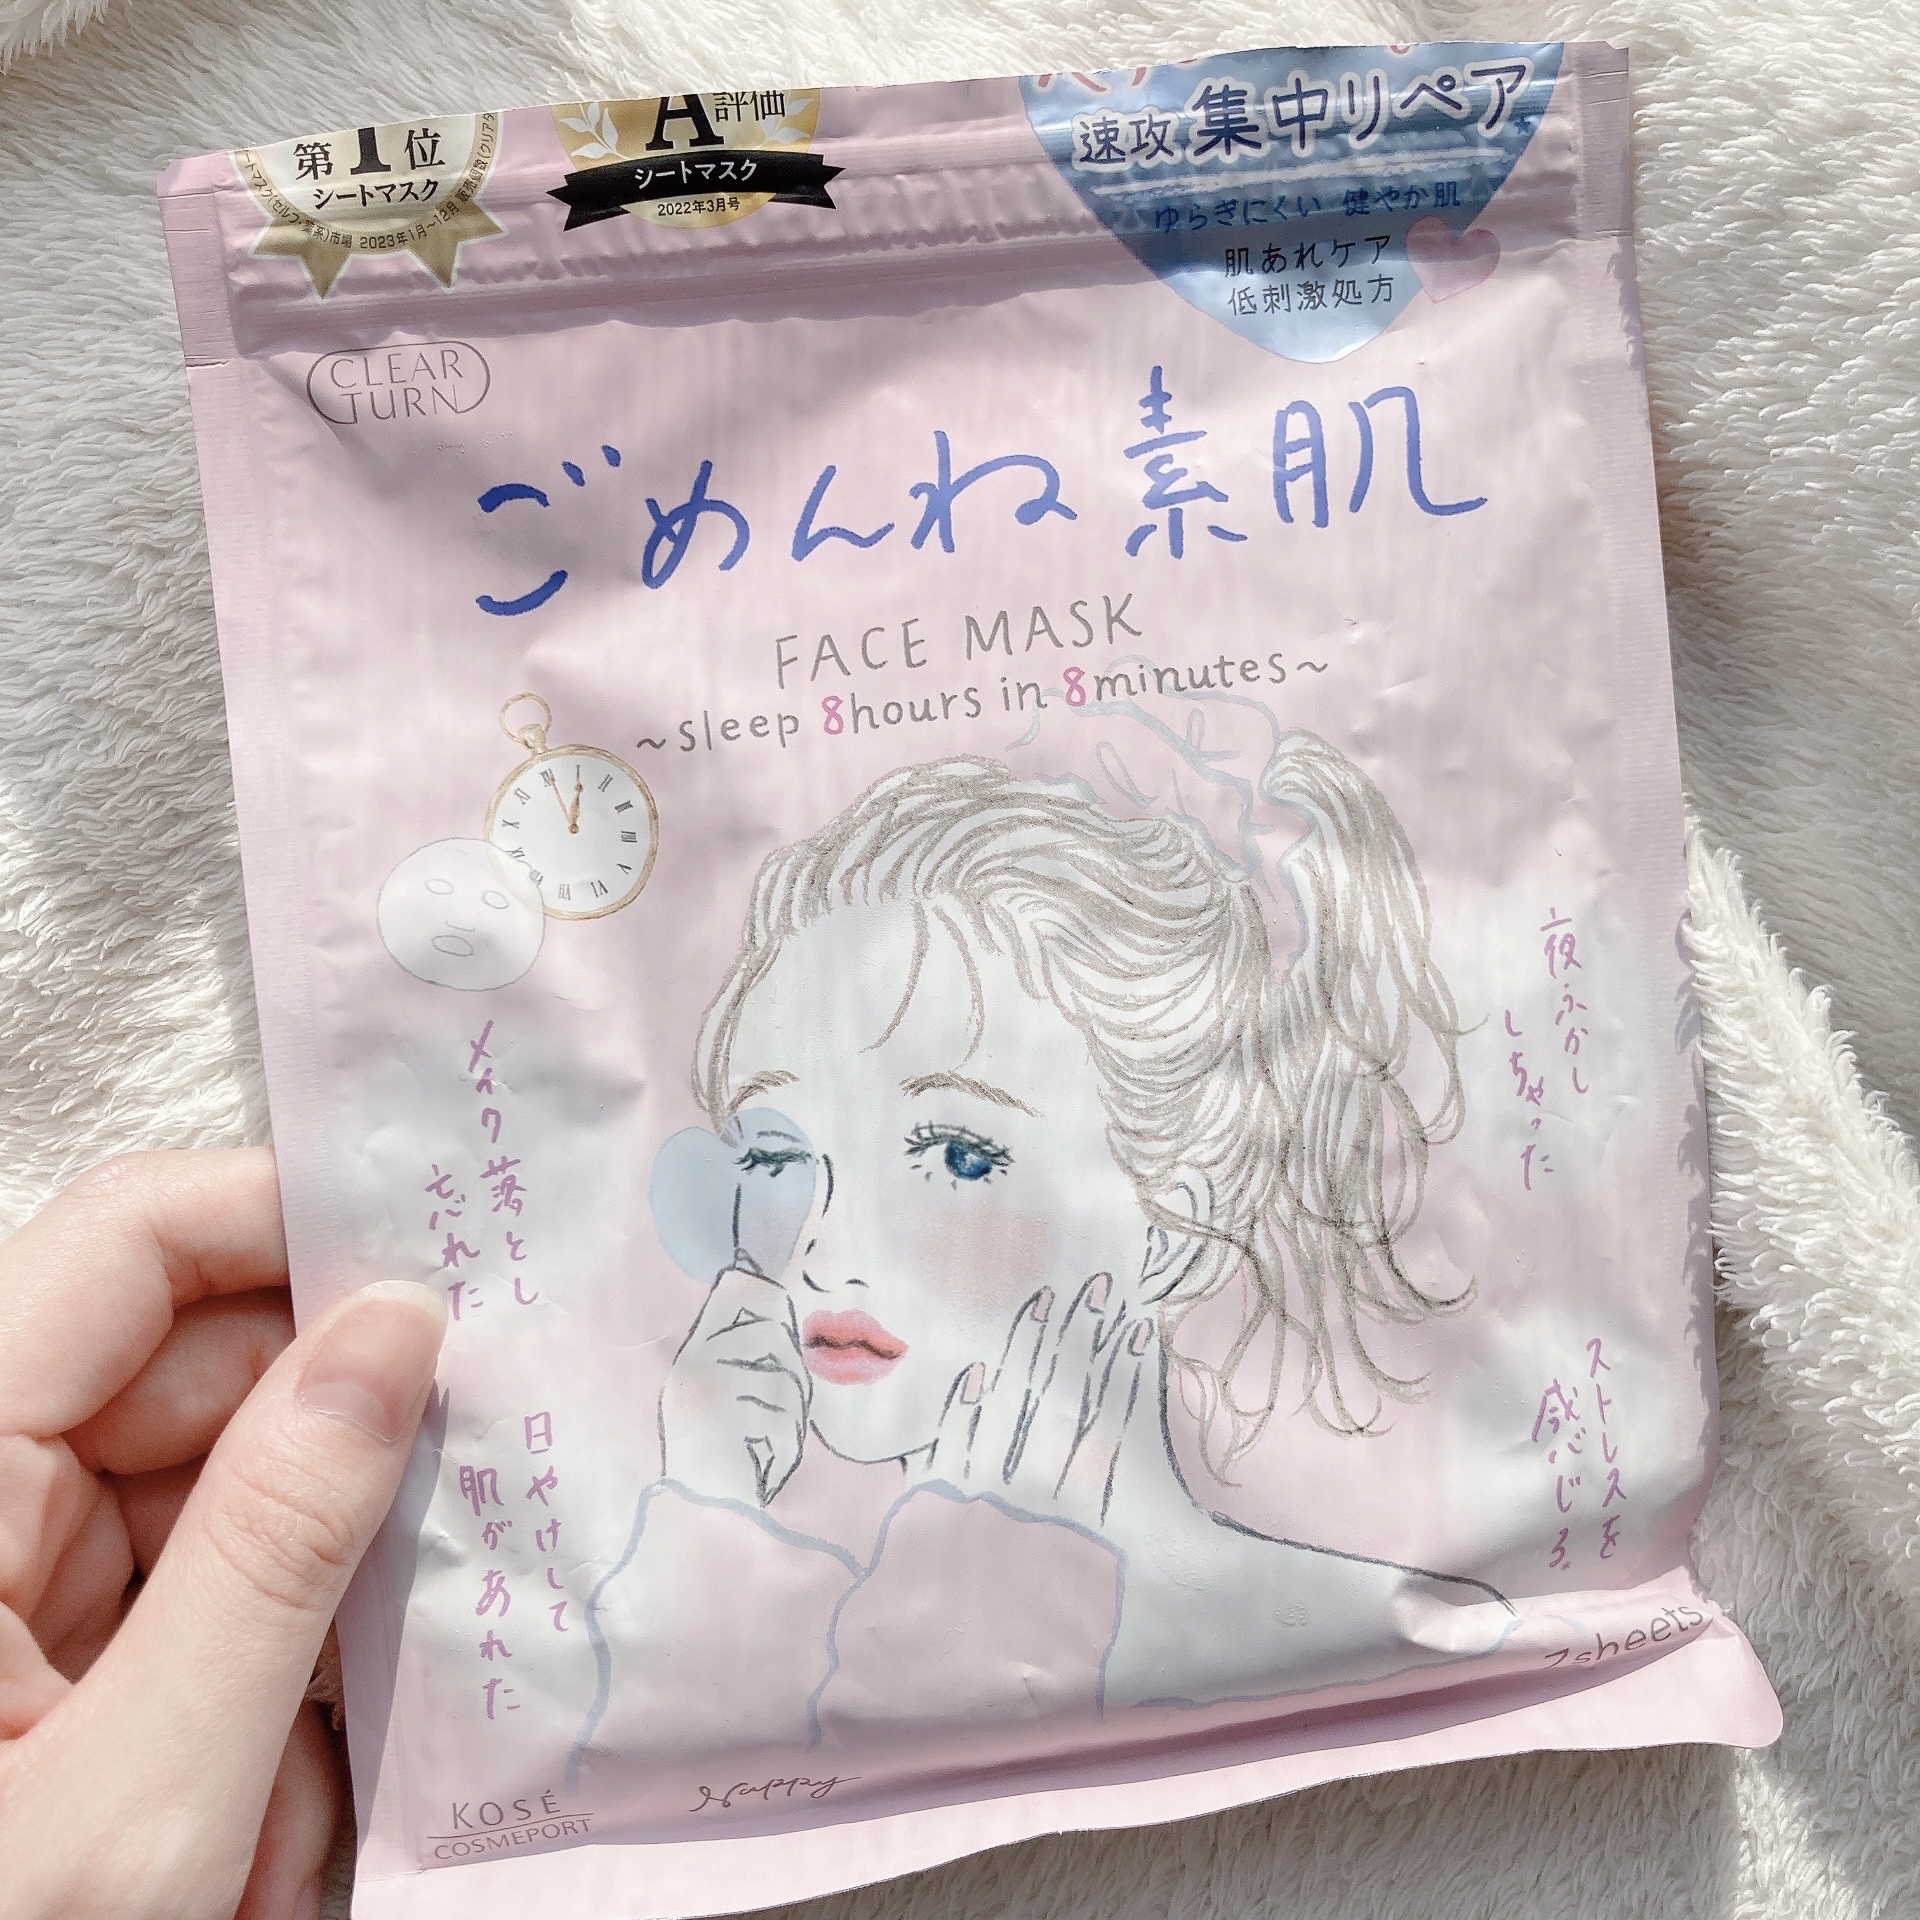 第1位
シートマスク
2023年1月~12月
A評価
シートマスク
2022年3月号
速攻 集中リペア
ゆらぎにくい 健やか肌
肌あれケア
低刺激処方
CLEAR
TURN
ごめんね素肌
FACE MASK
~sleep 8hours in 8minutes~
夜ふかし
しちゃった
メイク落とし
忘れた
ストレスを
感じる
日やけして
肌があれた
7sheets
Nappy
KOSÉ
COSMEPORT